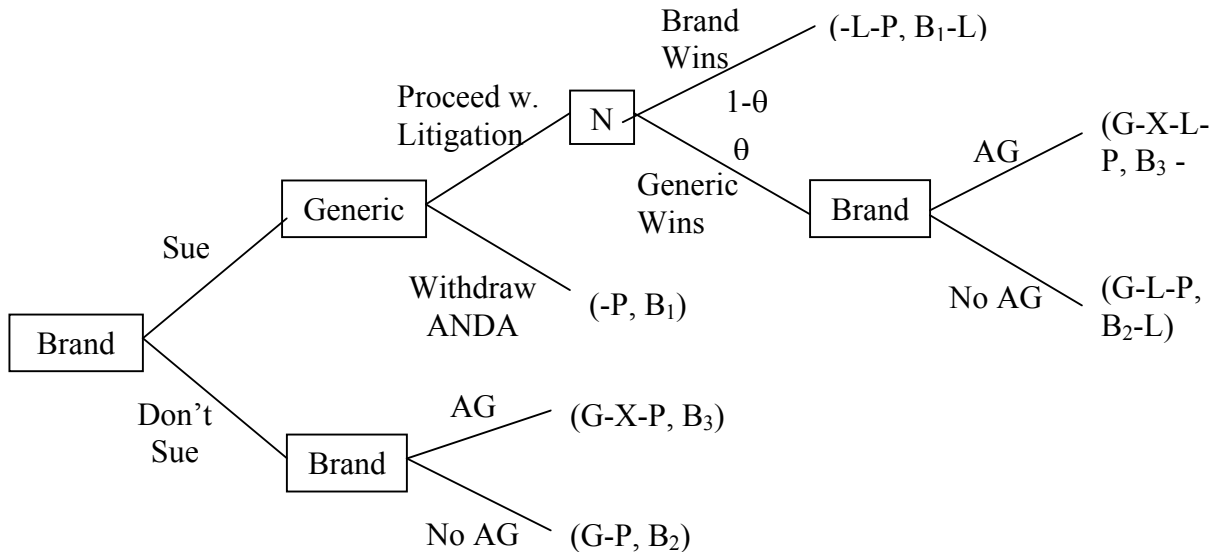 Brand
Wins
(-L-P, B₁-L)
Proceed w.
Litigation
N
1-θ
θ
Generic
Wins
AG
(G-X-L-
P, B₃ -
Generic
Brand
Sue
Withdraw
ANDA
(-P, B₁)
No AG
(G-L-P,
B₂-L)
Brand
Don’t
Sue
AG
(G-X-P, B₃)
Brand
No AG
(G-P, B₂)